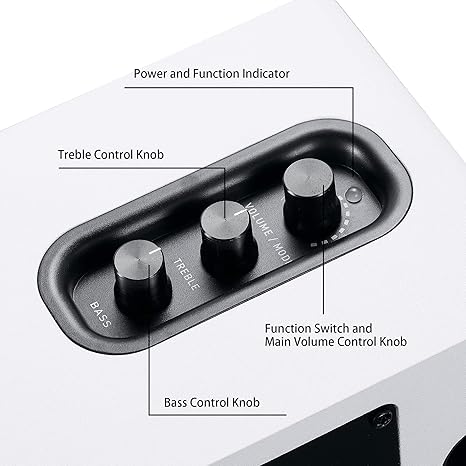 Power and Function Indicator
Treble Control Knob
VOLUME / MODE
TREBLE
BASS
Function Switch and
Main Volume Control Knob
Bass Control Knob